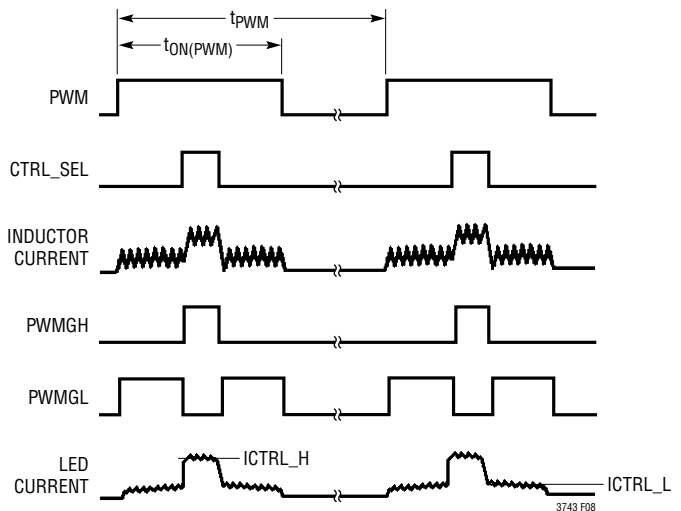 tPWM
tON(PWM)
PWM
CTRL_SEL
INDUCTOR
CURRENT
PWMGH
PWMGL
LED
CURRENT
ICTRL_H
ICTRL_L
3743 F08